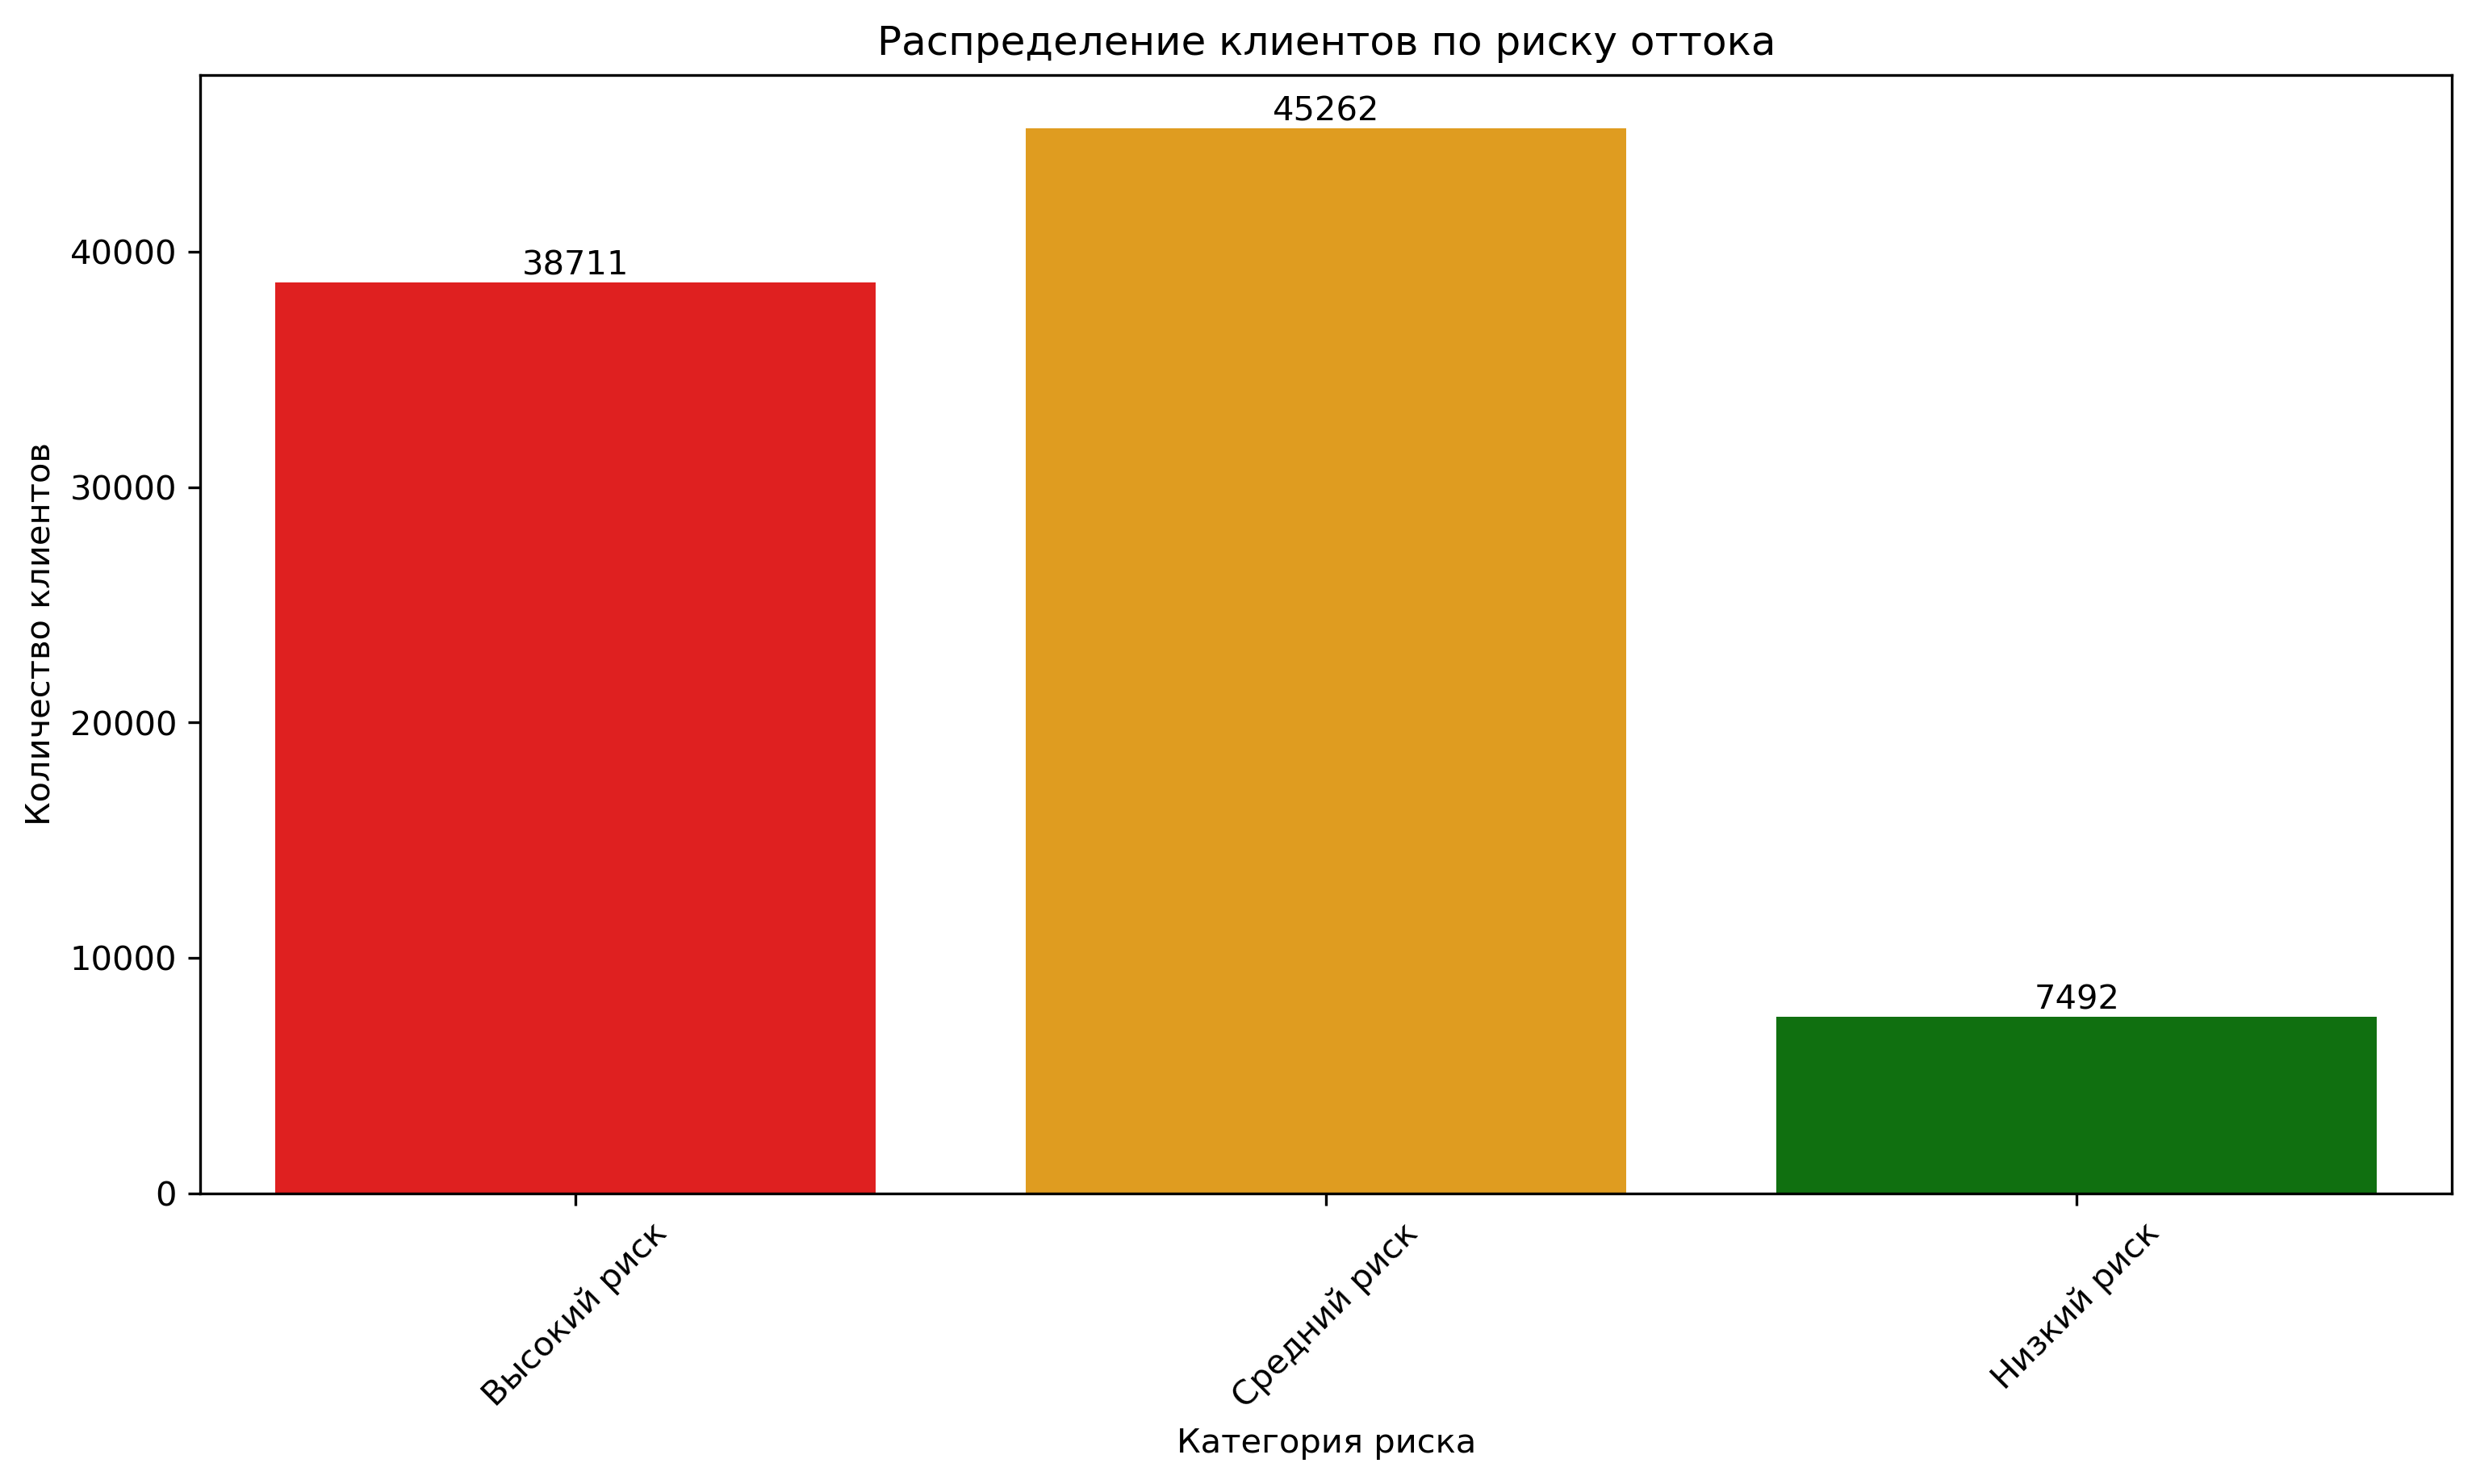 Распределение клиентов по риску оттока
Количество клиентов
40000
30000
20000
10000
0
38711
45262
7492
Высокий риск
Средний риск
Низкий риск
Категория риска